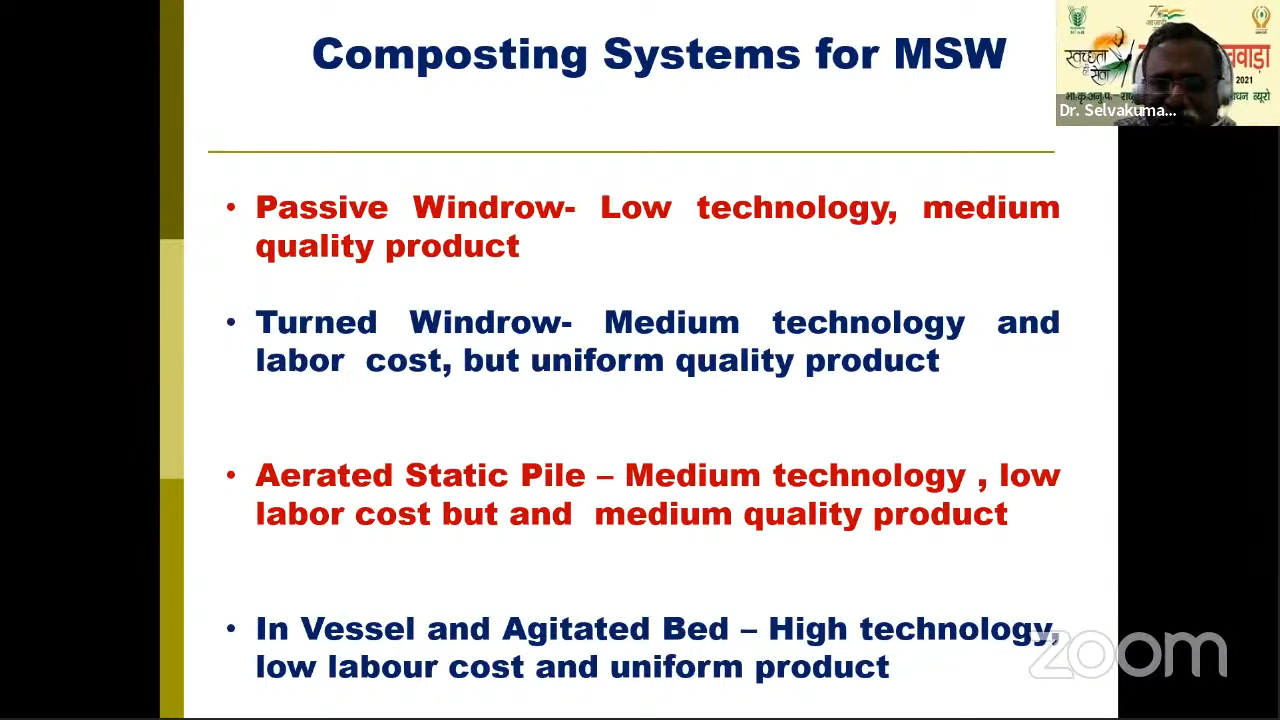 Composting Systems for MSW
• Passive Windrow- Low technology, medium
quality product
• Turned Windrow- Medium technology and
labor cost, but uniform quality product
• Aerated Static Pile – Medium technology , low
labor cost but and medium quality product
• In Vessel and Agitated Bed – High technology,
low labour cost and uniform product
स्वच्छता
ही सेवा
2021
Dr. Selvakuma...
zoom